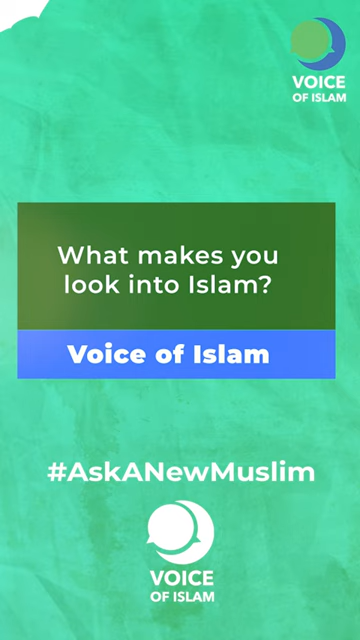 VOICE
OF ISLAM
What makes you
look into Islam?
Voice of Islam
#AskANewMuslim
VOICE
OF ISLAM